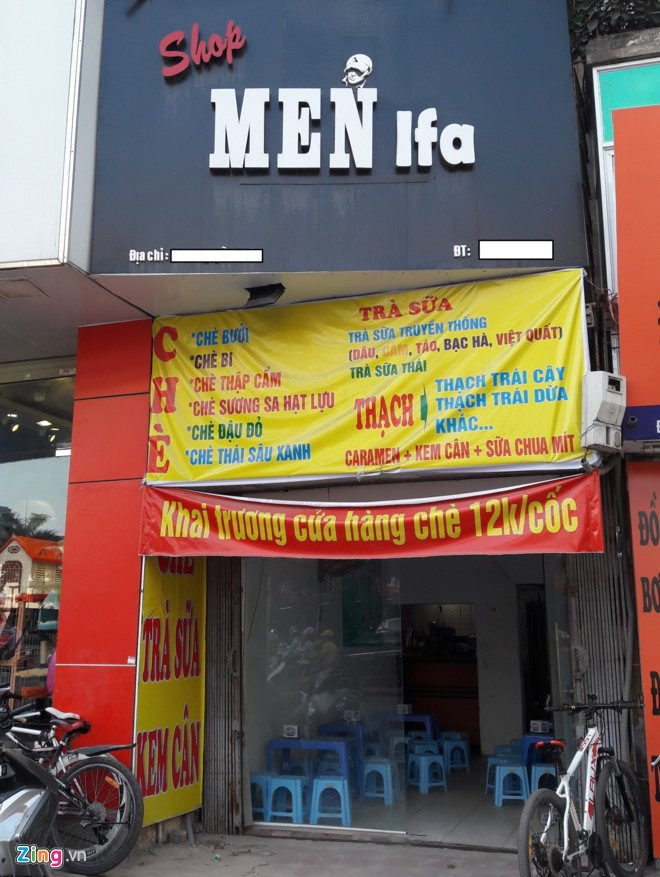 Shop
MEN Ifa
Địa chỉ:
ĐT:
CHÈ
*CHÈ BƯỞI
*CHÈ BI
*CHÈ THẬP CẨM
*CHÈ SƯƠNG SA HẠT LỰU
*CHÈ ĐẬU ĐỎ
*CHÈ THÁI SẦU XANH
TRÀ SỮA
TRÀ SỮA TRUYỀN THỐNG
(DÂU, CAM, TÁO, BẠC HÀ, VIỆT QUẤT)
TRÀ SỮA THÁI
THẠCH
THẠCH TRÁI CÂY
THẠCH TRÁI DỪA
KHÁC...
CARAMEN + KEM CÂN + SỮA CHUA MÍT
Khai trương cửa hàng chè 12k/cốc
CHÈ
TRÀ SỮA
KEM CÂN
ĐỒ
Zing.vn